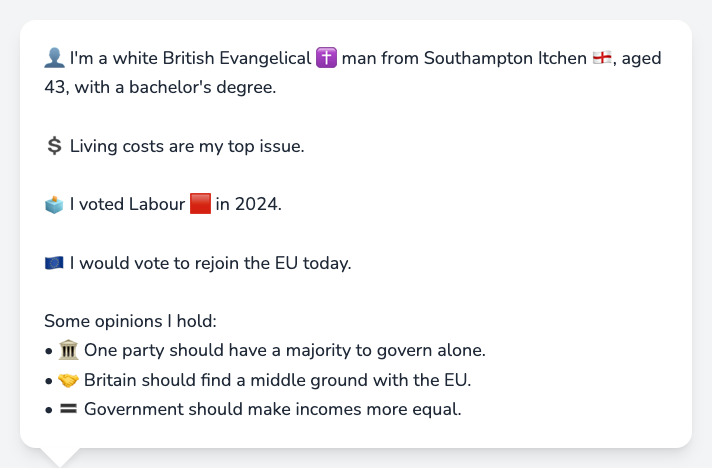 👤 I'm a white British Evangelical ✝️ man from Southampton Itchen 🏴󠁧󠁢󠁥󠁮󠁧󠁿, aged
43, with a bachelor's degree.
💲 Living costs are my top issue.
🗳️ I voted Labour 🟥 in 2024.
🇪🇺 I would vote to rejoin the EU today.
Some opinions I hold:
• 🏛️ One party should have a majority to govern alone.
• 🤝 Britain should find a middle ground with the EU.
• 🟰 Government should make incomes more equal.